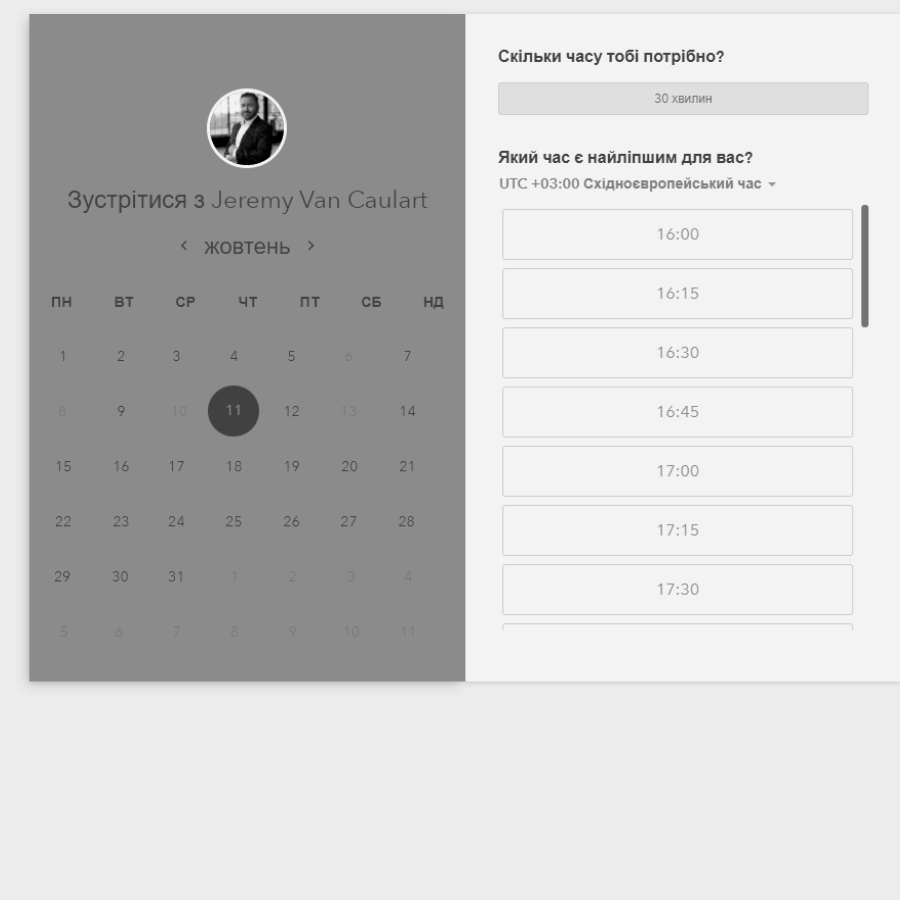 Зустрітися з Jeremy Van Caulart
‹ жовтень ›
ПН ВТ СР ЧТ ПТ СБ НД
1 2 3 4 5 6 7
8 9 10 11 12 13 14
15 16 17 18 19 20 21
22 23 24 25 26 27 28
29 30 31 1 2 3 4
5 6 7 8 9 10 11
Скільки часу тобі потрібно?
30 хвилин
Який час є найліпшим для вас?
UTC +03:00 Східноєвропейський час
16:00
16:15
16:30
16:45
17:00
17:15
17:30